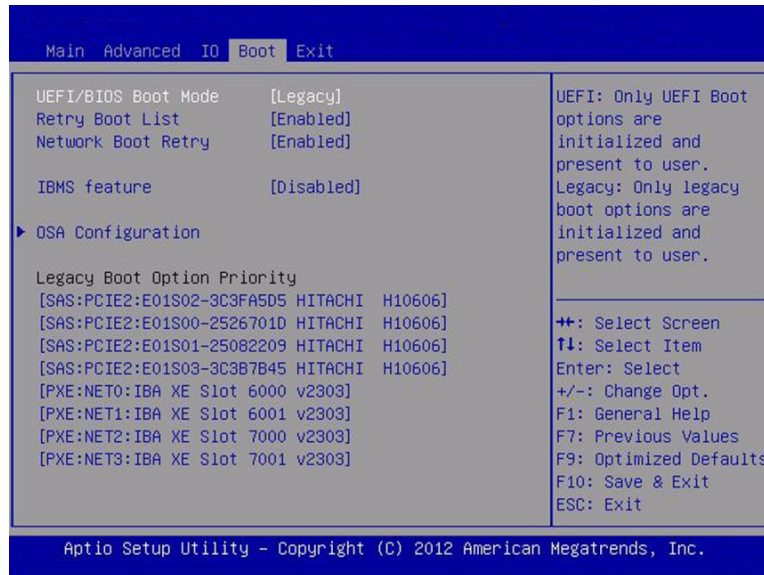 Main Advanced IO Boot Exit
UEFI/BIOS Boot Mode [Legacy]
Retry Boot List [Enabled]
Network Boot Retry [Enabled]
IBMS feature [Disabled]
OSA Configuration
Legacy Boot Option Priority
[SAS:PCIE2:E01S02-3C3FA5D5 HITACHI H10606]
[SAS:PCIE2:E01S00-2526701D HITACHI H10606]
[SAS:PCIE2:E01S01-25082209 HITACHI H10606]
[SAS:PCIE2:E01S03-3C3B7B45 HITACHI H10606]
[PXE:NET0:IBA XE Slot 6000 v2303]
[PXE:NET1:IBA XE Slot 6001 v2303]
[PXE:NET2:IBA XE Slot 7000 v2303]
[PXE:NET3:IBA XE Slot 7001 v2303]
UEFI: Only UEFI Boot
options are
initialized and
present to user.
Legacy: Only legacy
boot options are
initialized and
present to user.
→←: Select Screen
↑↓: Select Item
Enter: Select
+/-: Change Opt.
F1: General Help
F7: Previous Values
F9: Optimized Defaults
F10: Save & Exit
ESC: Exit
Aptio Setup Utility - Copyright (C) 2012 American Megatrends, Inc.